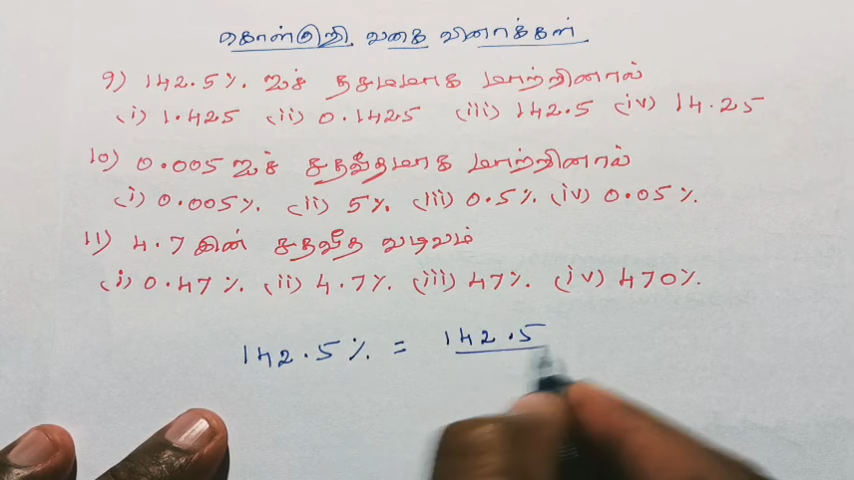 கொள்குறி வகை வினாக்கள்
9) 142.5% ஐச் தசமமாக மாற்றினால்
(i) 1.425 (ii) 0.1425 (iii) 142.5 (iv) 14.25
10) 0.005 ஐச் சதவீதமாக மாற்றினால்
(i) 0.005% (ii) 5% (iii) 0.5% (iv) 0.05%
11) 4.7 இன் சதவீத வடிவம்
(i) 0.47% (ii) 4.7% (iii) 47% (iv) 470%
142.5% = 142.5